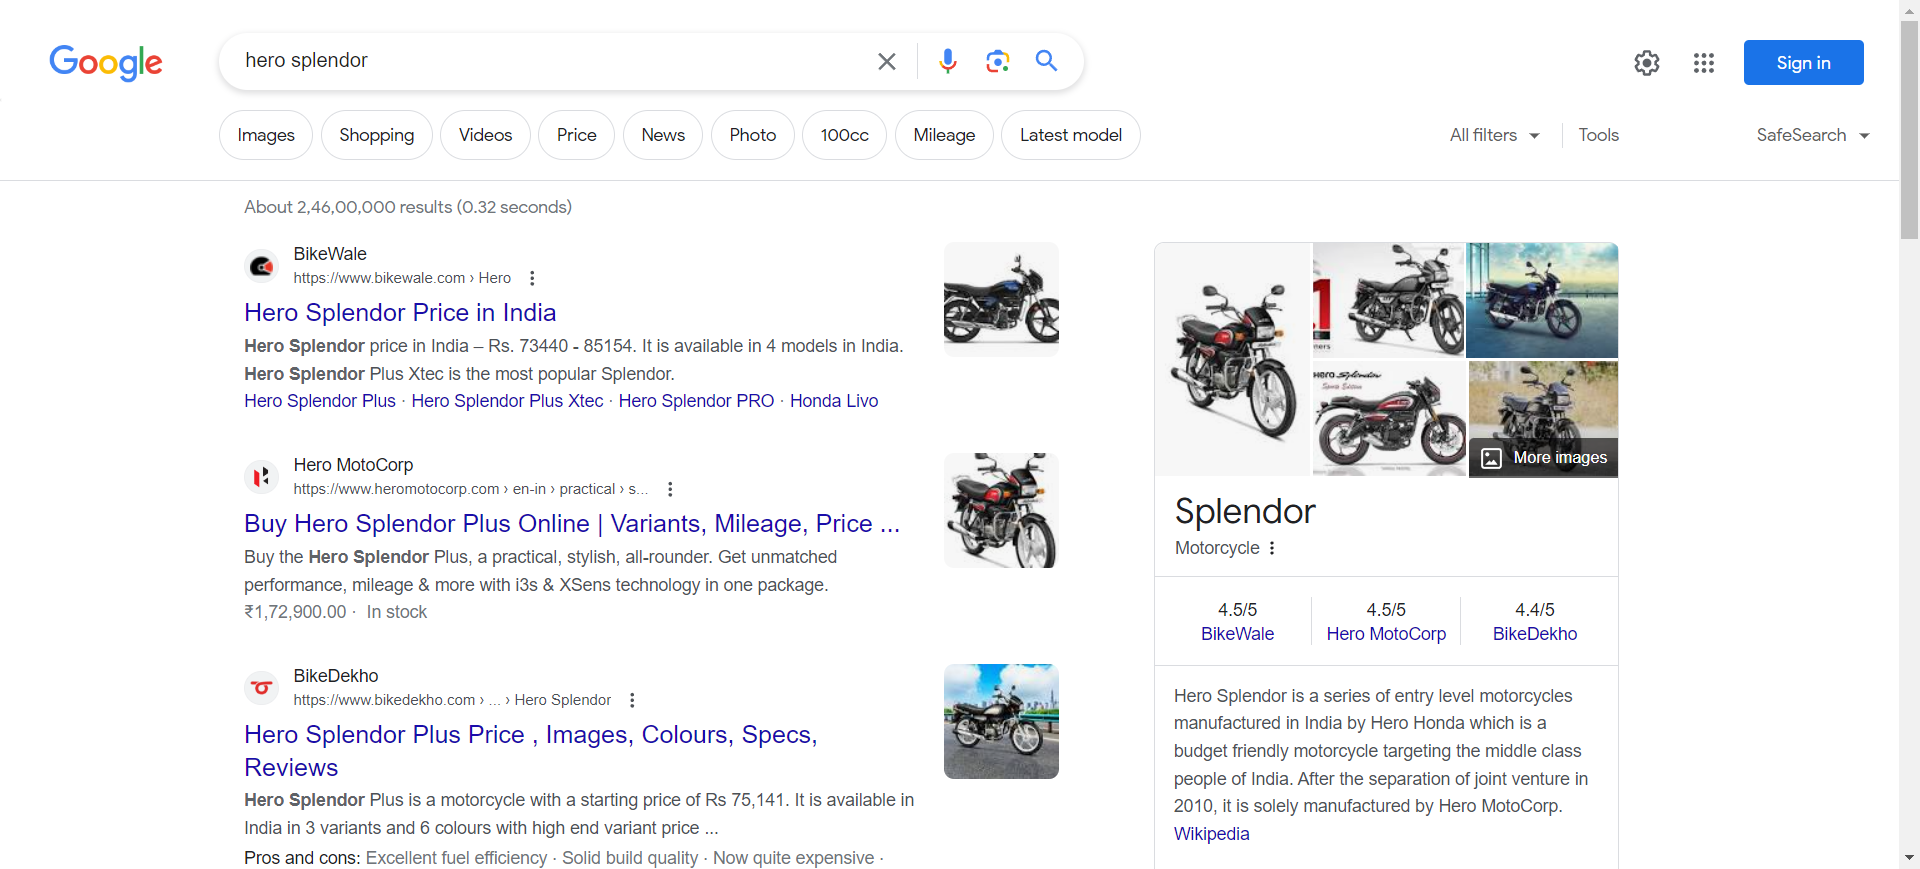 Google
hero splendor
Sign in
Images
Shopping
Videos
Price
News
Photo
100cc
Mileage
Latest model
All filters
Tools
SafeSearch
About 2,46,00,000 results (0.32 seconds)
BikeWale
https://www.bikewale.com › Hero
Hero Splendor Price in India
Hero Splendor price in India – Rs. 73440 - 85154. It is available in 4 models in India.
Hero Splendor Plus Xtec is the most popular Splendor.
Hero Splendor Plus · Hero Splendor Plus Xtec · Hero Splendor PRO · Honda Livo
Hero MotoCorp
https://www.heromotocorp.com › en-in › practical › s...
Buy Hero Splendor Plus Online | Variants, Mileage, Price ...
Buy the Hero Splendor Plus, a practical, stylish, all-rounder. Get unmatched
performance, mileage & more with i3s & XSens technology in one package.
₹1,72,900.00 · In stock
BikeDekho
https://www.bikedekho.com › ... › Hero Splendor
Hero Splendor Plus Price , Images, Colours, Specs,
Reviews
Hero Splendor Plus is a motorcycle with a starting price of Rs 75,141. It is available in
India in 3 variants and 6 colours with high end variant price ...
Pros and cons: Excellent fuel efficiency · Solid build quality · Now quite expensive ·
Hero Splendor
Sports Edition
More images
Splendor
Motorcycle
4.5/5
BikeWale
4.5/5
Hero MotoCorp
4.4/5
BikeDekho
Hero Splendor is a series of entry level motorcycles
manufactured in India by Hero Honda which is a
budget friendly motorcycle targeting the middle class
people of India. After the separation of joint venture in
2010, it is solely manufactured by Hero MotoCorp.
Wikipedia